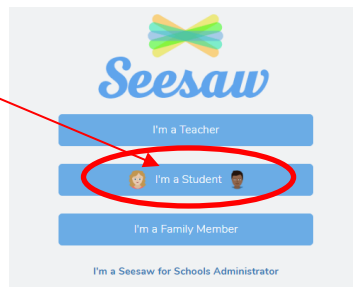 Seesaw
I'm a Teacher
I'm a Student
I'm a Family Member
I'm a Seesaw for Schools Administrator